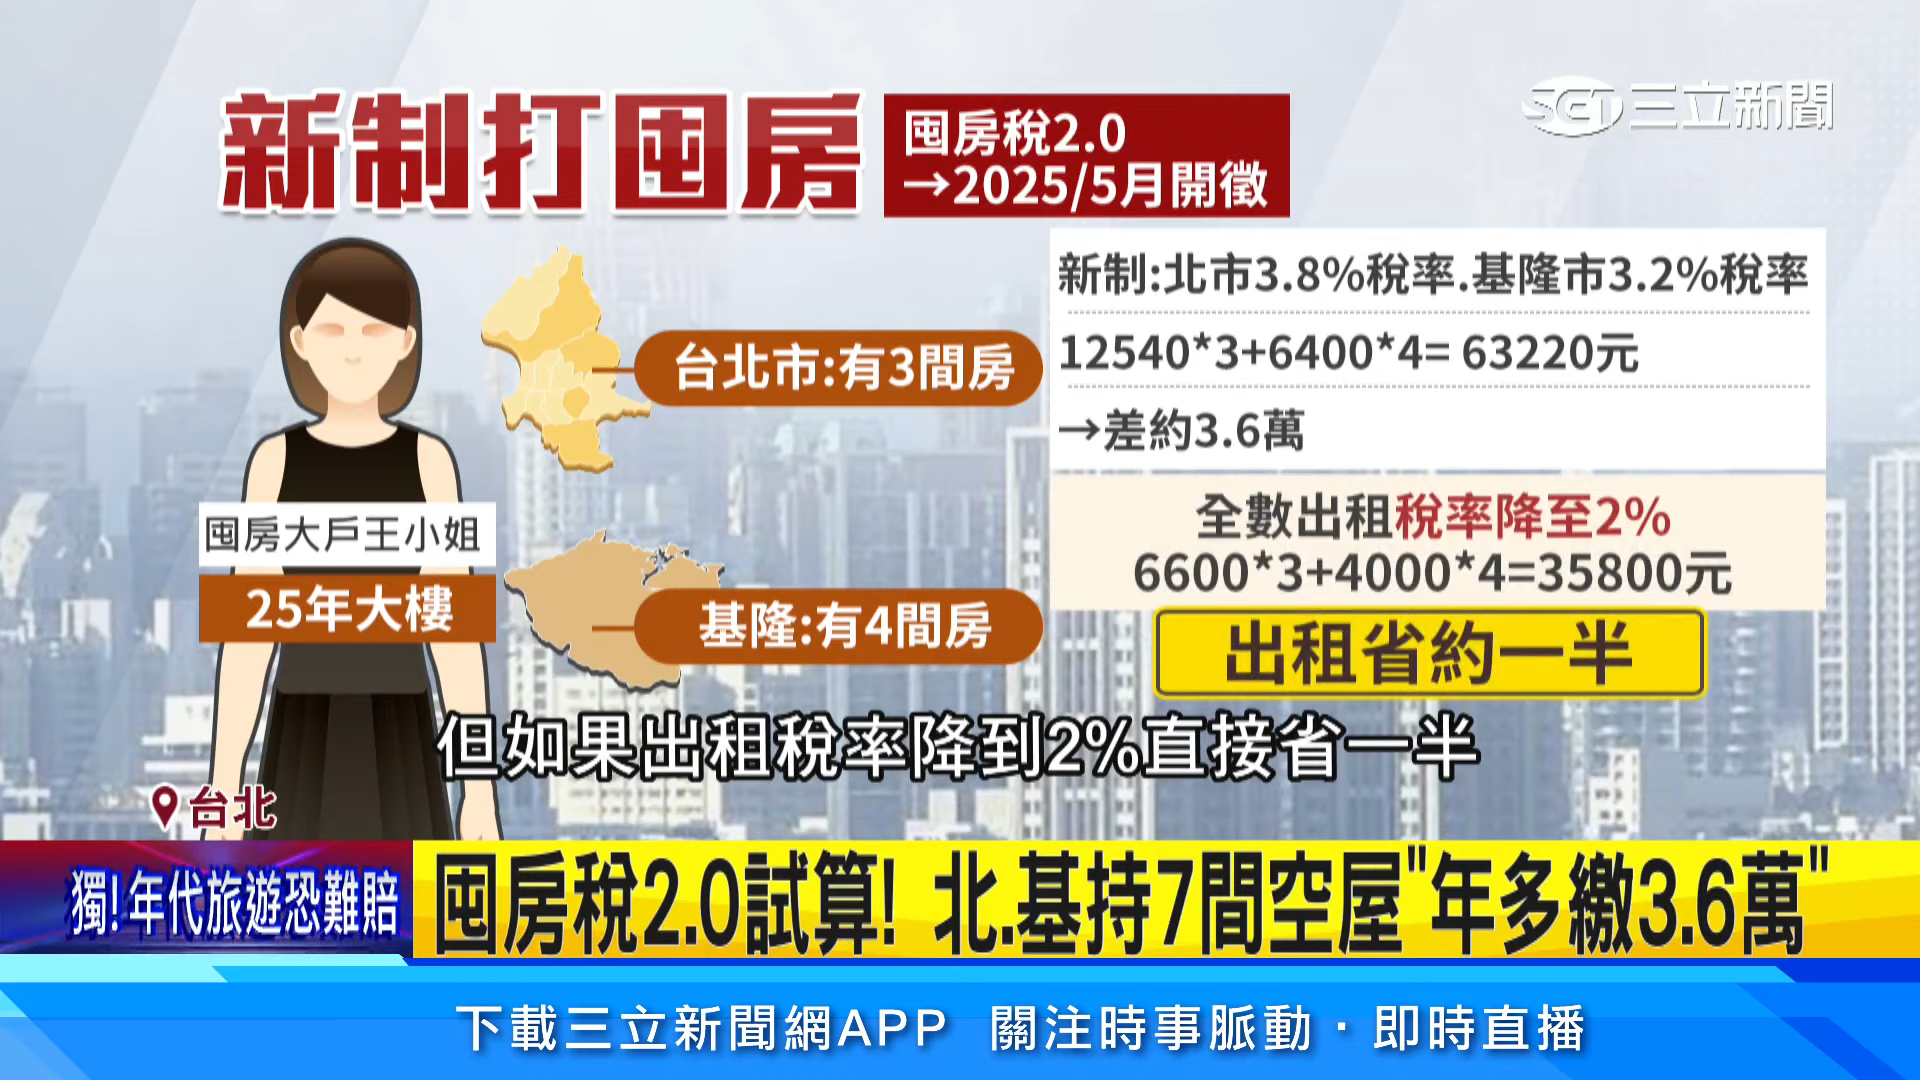 新制打囤房
囤房稅2.0
→2025/5月開徵
SET三立新聞
新制:北市3.8%稅率.基隆市3.2%稅率
12540*3+6400*4= 63220元
→差約3.6萬
台北市:有3間房
囤房大戶王小姐
25年大樓
基隆:有4間房
全數出租稅率降至2%
6600*3+4000*4=35800元
出租省約一半
但如果出租稅率降到2%直接省一半
台北
獨!年代旅遊恐難賠
囤房稅2.0試算! 北.基持7間空屋"年多繳3.6萬"
下載三立新聞網APP 關注時事脈動·即時直播